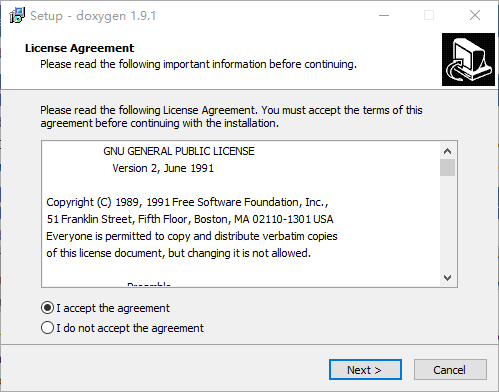 Setup - doxygen 1.9.1
License Agreement
Please read the following important information before continuing.
Please read the following License Agreement. You must accept the terms of this
agreement before continuing with the installation.
GNU GENERAL PUBLIC LICENSE
Version 2, June 1991
Copyright (C) 1989, 1991 Free Software Foundation, Inc.,
51 Franklin Street, Fifth Floor, Boston, MA 02110-1301 USA
Everyone is permitted to copy and distribute verbatim copies
of this license document, but changing it is not allowed.
Preamble
I accept the agreement
I do not accept the agreement
Next >
Cancel